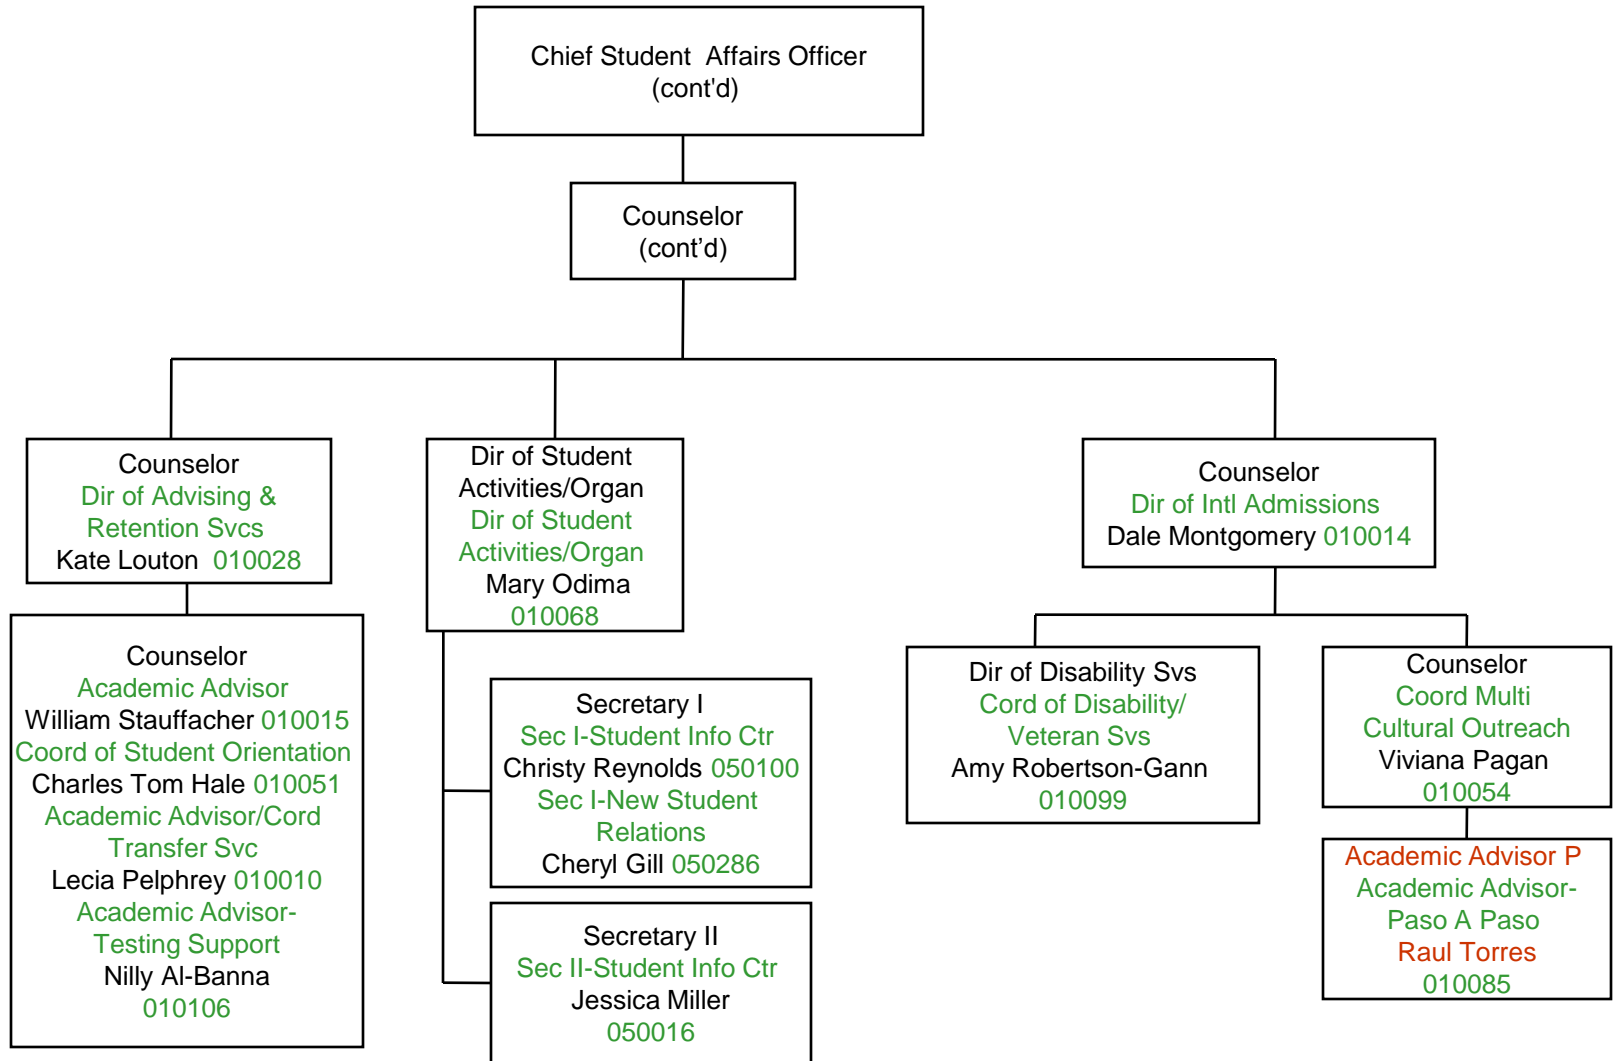 Chief Student Affairs Officer
(cont'd)
Counselor
(cont’d)
Counselor
Dir of Advising &
Retention Svcs
Kate Louton 010028
Counselor
Academic Advisor
William Stauffacher 010015
Coord of Student Orientation
Charles Tom Hale 010051
Academic Advisor/Cord
Transfer Svc
Lecia Pelphrey 010010
Academic Advisor-
Testing Support
Nilly Al-Banna
010106
Dir of Student
Activities/Organ
Dir of Student
Activities/Organ
Mary Odima
010068
Secretary I
Sec I-Student Info Ctr
Christy Reynolds 050100
Sec I-New Student
Relations
Cheryl Gill 050286
Secretary II
Sec II-Student Info Ctr
Jessica Miller
050016
Counselor
Dir of Intl Admissions
Dale Montgomery 010014
Dir of Disability Svs
Cord of Disability/
Veteran Svs
Amy Robertson-Gann
010099
Counselor
Coord Multi
Cultural Outreach
Viviana Pagan
010054
Academic Advisor P
Academic Advisor-
Paso A Paso
Raul Torres
010085